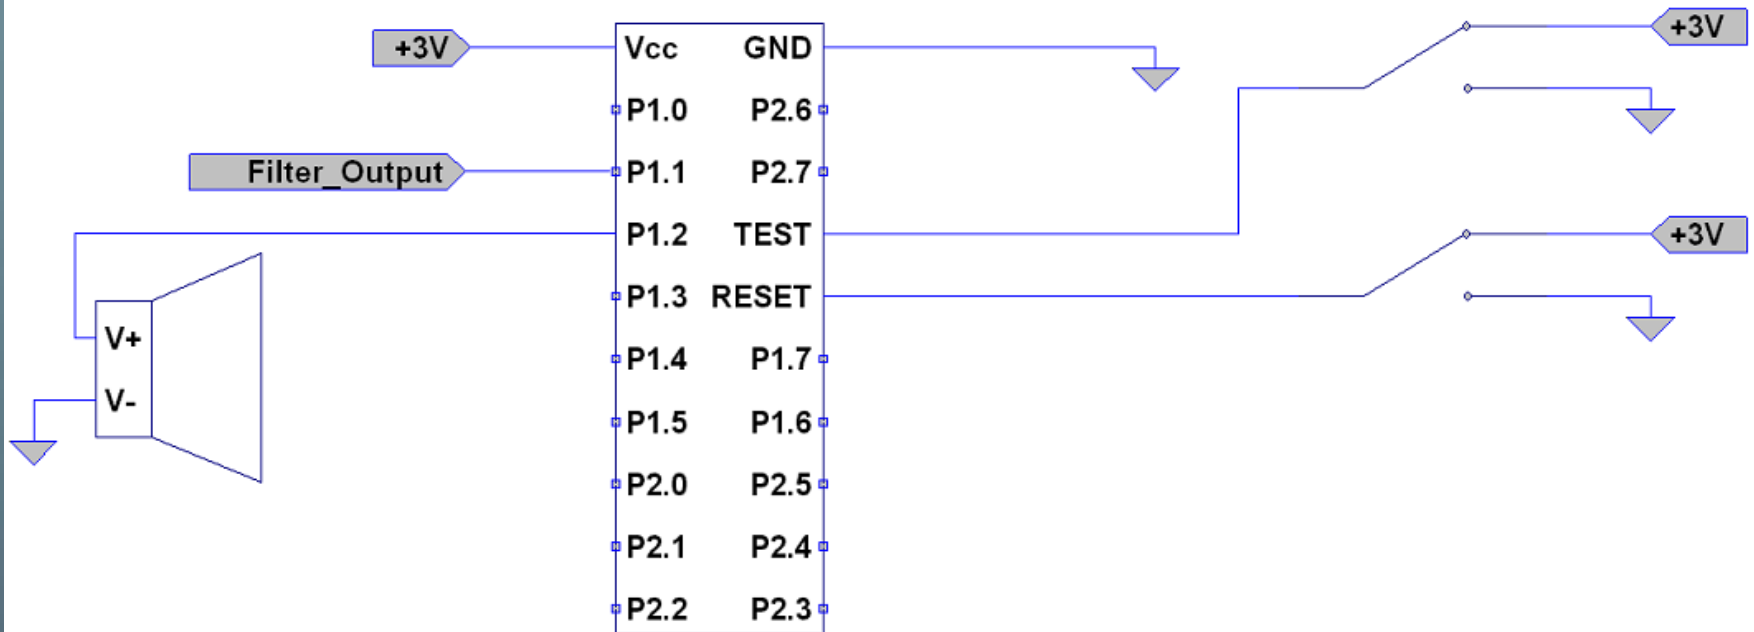 +3V
Vcc GND
+3V
P1.0 P2.6
Filter_Output
P1.1 P2.7
P1.2 TEST
+3V
P1.3 RESET
V+
P1.4 P1.7
V-
P1.5 P1.6
P2.0 P2.5
P2.1 P2.4
P2.2 P2.3